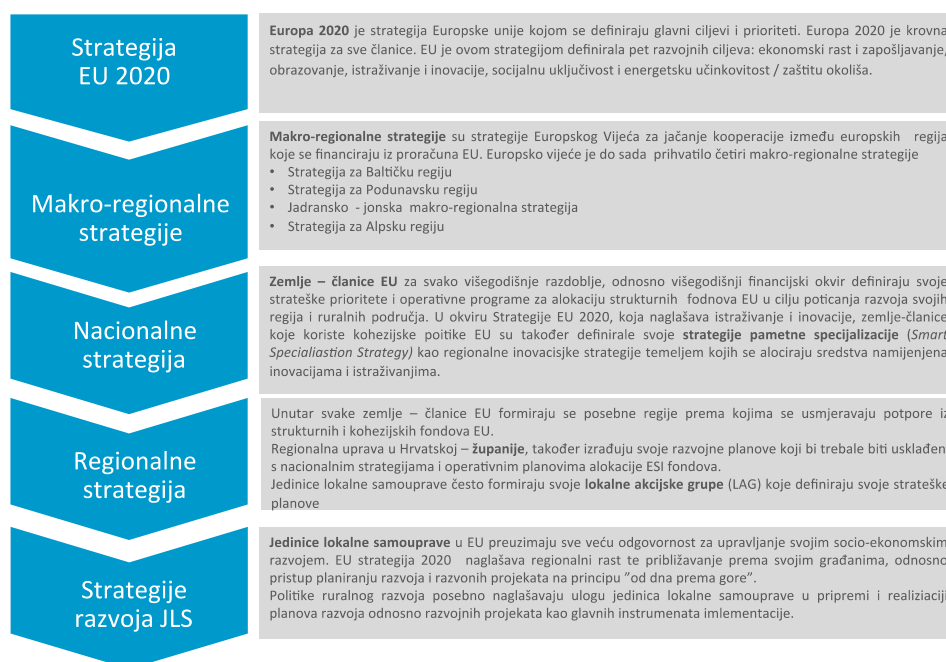 Strategija
EU 2020
Europa 2020 je strategija Europske unije kojom se definiraju glavni ciljevi i prioriteti. Europa 2020 je krovna
strategija za sve članice. EU je ovom strategijom definirala pet razvojnih ciljeva: ekonomski rast i zapošljavanje,
obrazovanje, istraživanje i inovacije, socijalnu uključivost i energetsku učinkovitost / zaštitu okoliša.
Makro-regionalne
strategije
Makro-regionalne strategije su strategije Europskog Vijeća za jačanje kooperacije između europskih regija
koje se financiraju iz proračuna EU. Europsko vijeće je do sada prihvatilo četiri makro-regionalne strategije
• Strategija za Baltičku regiju
• Strategija za Podunavsku regiju
• Jadransko - jonska makro-regionalna strategija
• Strategija za Alpsku regiju
Nacionalne
strategija
Zemlje – članice EU za svako višegodišnje razdoblje, odnosno višegodišnji financijski okvir definiraju svoje
strateške prioritete i operativne programe za alokaciju strukturnih fodnova EU u cilju poticanja razvoja svojih
regija i ruralnih područja. U okviru Strategije EU 2020, koja naglašava istraživanje i inovacije, zemlje-članice
koje koriste kohezijske poitike EU su također definirale svoje strategije pametne specijalizacije (Smart
Specialiastion Strategy) kao regionalne inovacisjke strategije temeljem kojih se alociraju sredstva namijenjena
inovacijama i istraživanjima.
Regionalne
strategija
Unutar svake zemlje – članice EU formiraju se posebne regije prema kojima se usmjeravaju potpore iz
strukturnih i kohezijskih fondova EU.
Regionalna uprava u Hrvatskoj – županije, također izrađuju svoje razvojne planove koji bi trebale biti usklađen
s nacionalnim strategijama i operativnim planovima alokacije ESI fondova.
Jedinice lokalne samouprave često formiraju svoje lokalne akcijske grupe (LAG) koje definiraju svoje strateške
planove
Strategije
razvoja JLS
Jedinice lokalne samouprave u EU preuzimaju sve veću odgovornost za upravljanje svojim socio-ekonomskim
razvojem. EU strategija 2020 naglašava regionalni rast te približavanje prema svojim građanima, odnosno
pristup planiranju razvoja i razvonih projekata na principu ”od dna prema gore”.
Politike ruralnog razvoja posebno naglašavaju ulogu jedinica lokalne samouprave u pripremi i realiziaciji
planova razvoja odnosno razvojnih projekata kao glavnih instrumenata imlementacije.